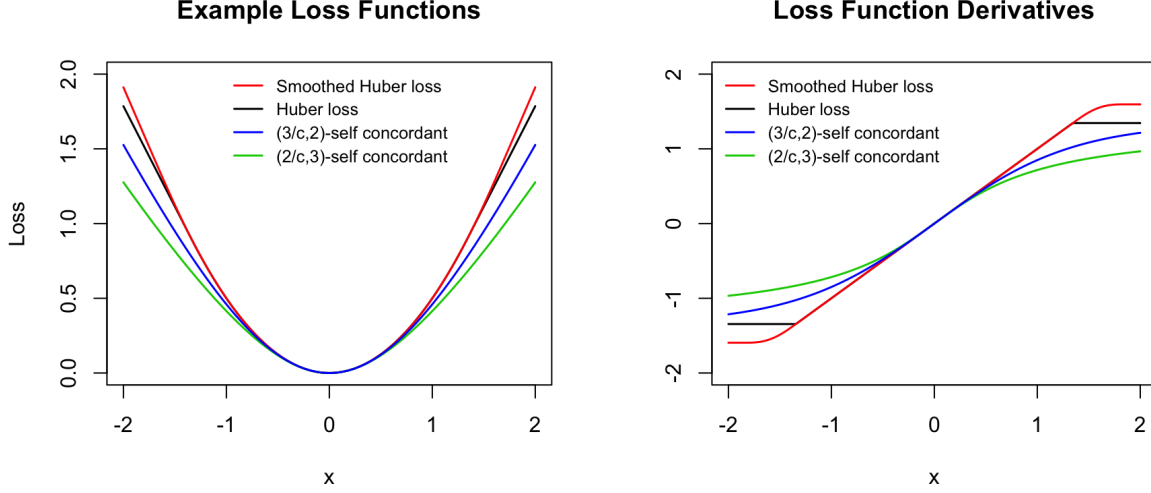 Example Loss Functions
Loss
2.0
1.5
1.0
0.5
0.0
Smoothed Huber loss
Huber loss
(3/c,2)-self concordant
(2/c,3)-self concordant
-2 -1 0 1 2
x
Loss Function Derivatives
2
1
0
-1
-2
Smoothed Huber loss
Huber loss
(3/c,2)-self concordant
(2/c,3)-self concordant
-2 -1 0 1 2
x